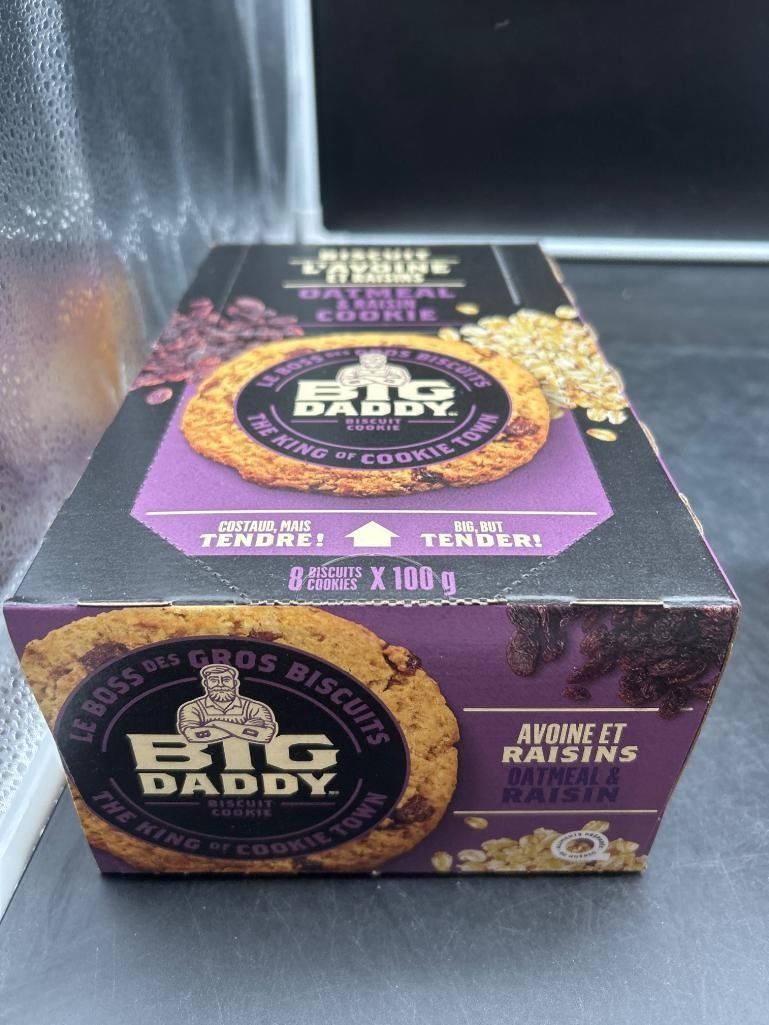 BISCUIT
L'AVOINE
ET RAISINS
OATMEAL
& RAISIN
COOKIE
LE BOSS DES GROS BISCUITS
BIG
DADDY
BISCUIT
COOKIE
THE KING OF COOKIE TOWN
COSTAUD, MAIS
TENDRE!
BIG, BUT
TENDER!
8 BISCUITS COOKIES X 100 g
LE BOSS DES GROS BISCUITS
BIG
DADDY
BISCUIT
COOKIE
THE KING OF COOKIE TOWN
AVOINE ET
RAISINS
OATMEAL &
RAISIN